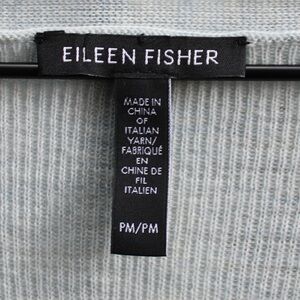 EILEEN FISHER
MADE IN
CHINA
OF
ITALIAN
YARN/
FABRIQUÉ
EN
CHINE DE
FIL
ITALIEN
PM/PM